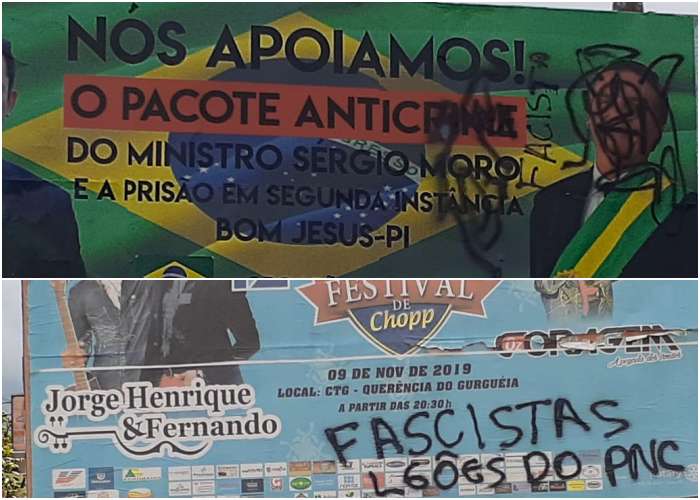 NÓS APOIAMOS!
O PACOTE ANTICRIME
FACISTA
DO MINISTRO SÉRGIO MORO
E A PRISÃO EM SEGUNDA INSTÂNCIA
BOM JESUS-PI
FESTIVAL
DE
Chopp
CORAGEM
09 DE NOV DE 2019
LOCAL: CTG - QUERÊNCIA DO GURGUÉIA
A PARTIR DAS 20:30h
Jorge Henrique
& Fernando
FASCISTAS
LEÕES DO PNC